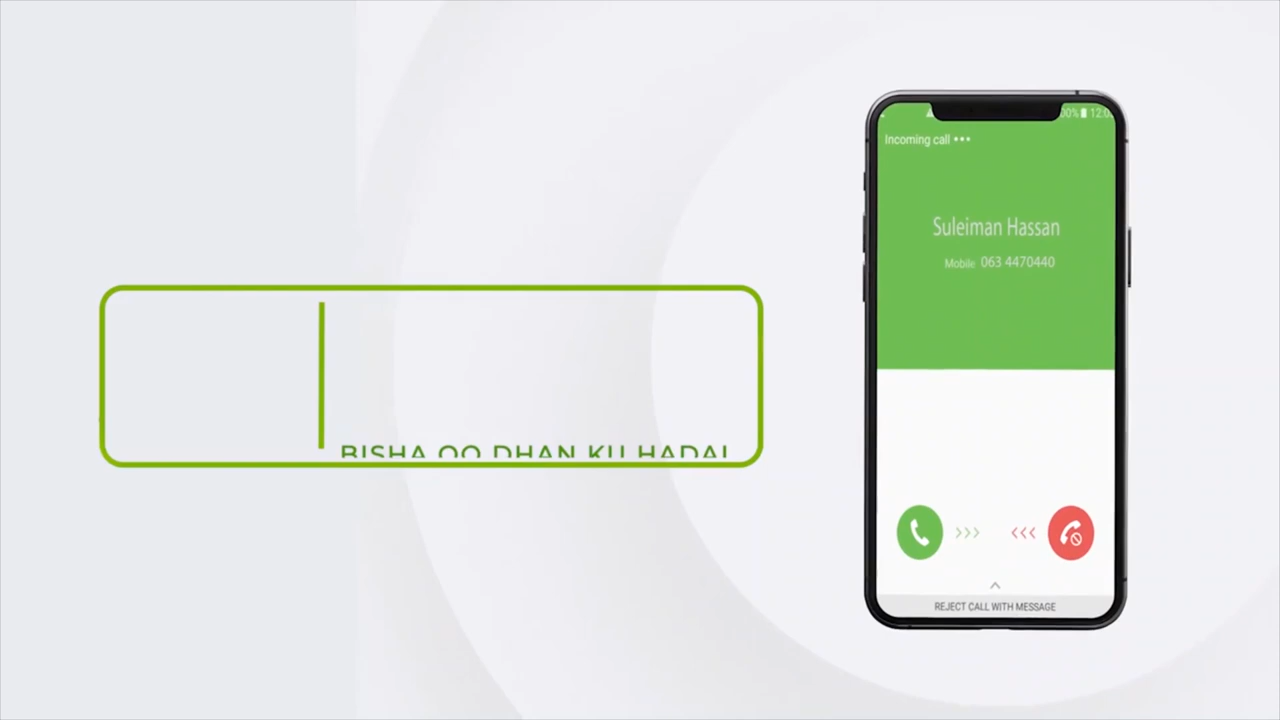 BISHA OO DHAN KU HADAL
Incoming call •••
Suleiman Hassan
Mobile 063 4470440
REJECT CALL WITH MESSAGE